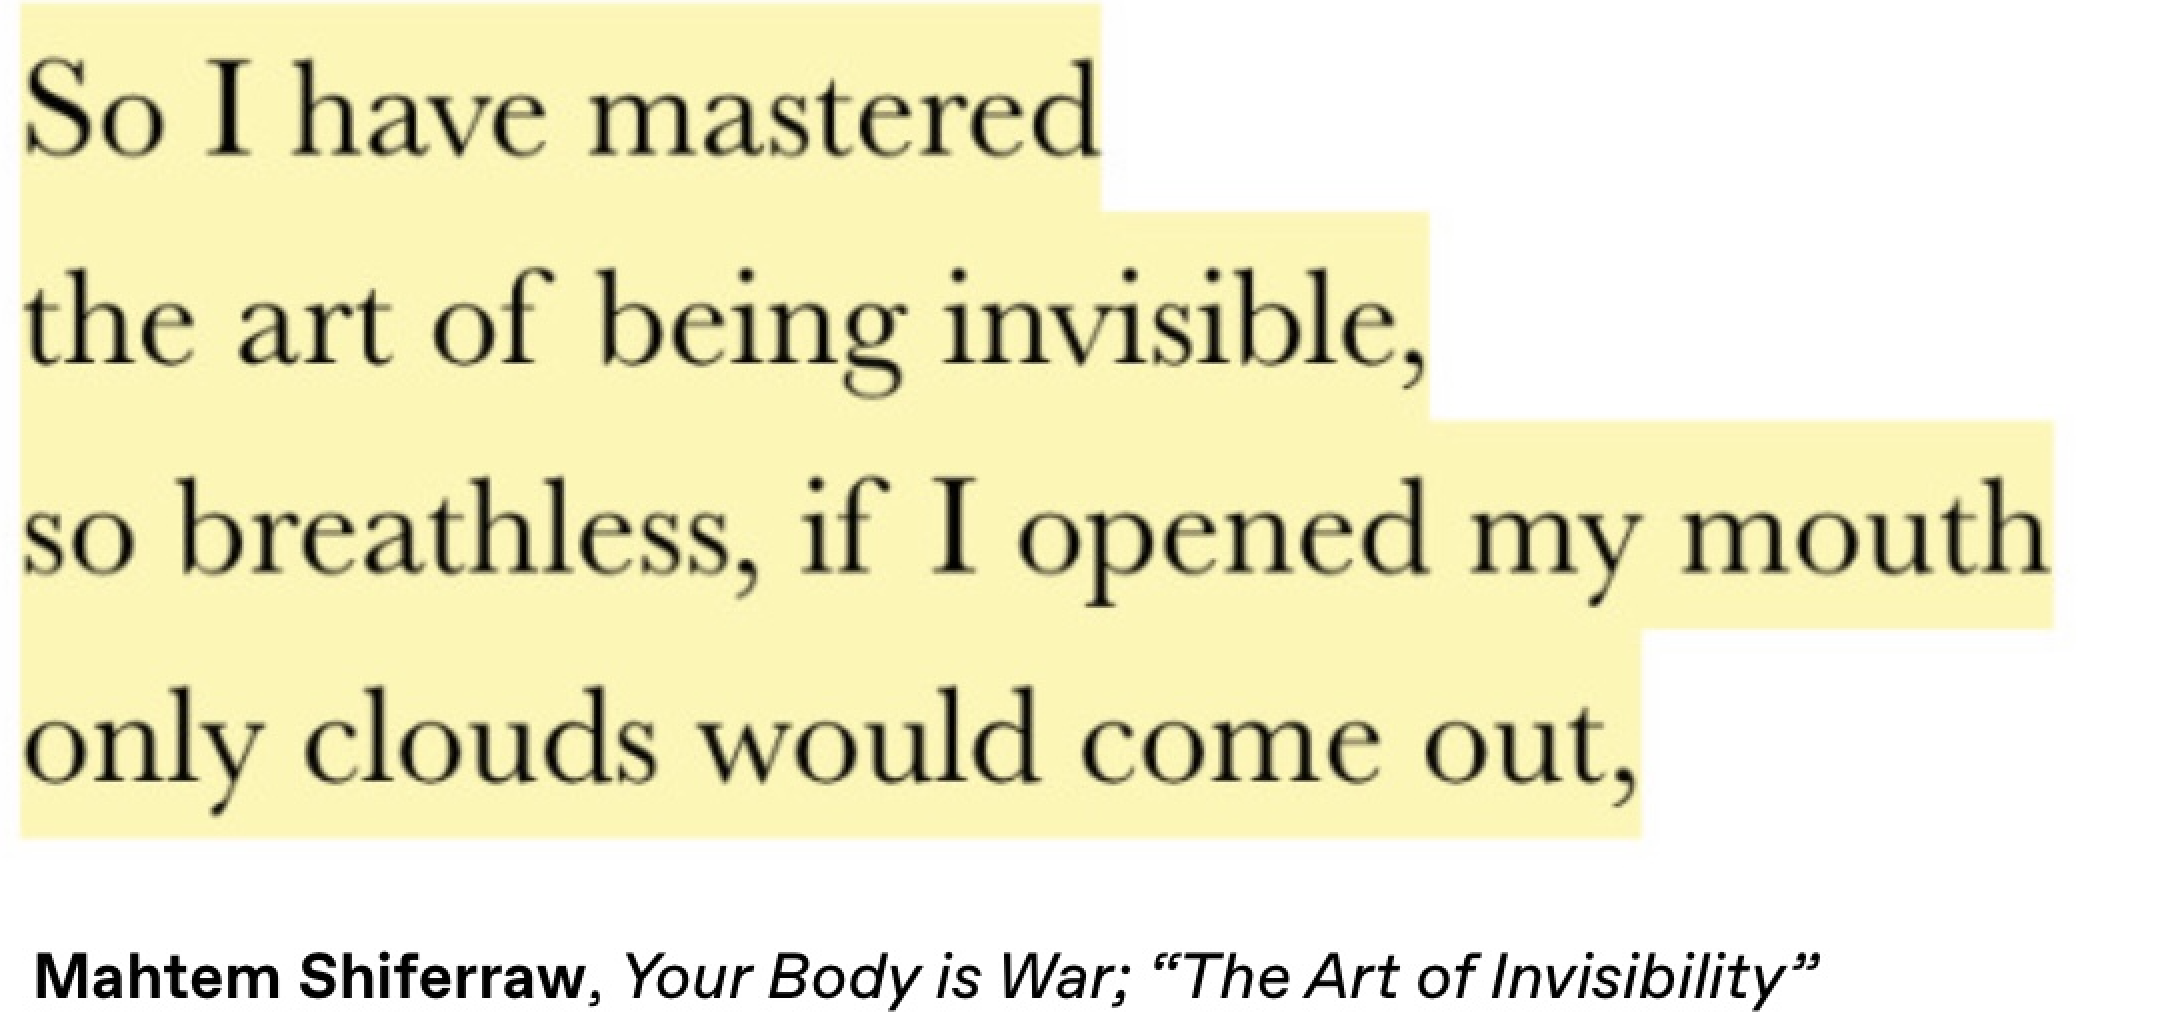 So I have mastered
the art of being invisible,
so breathless, if I opened my mouth
only clouds would come out,
Mahtem Shiferraw, Your Body is War; “The Art of Invisibility”